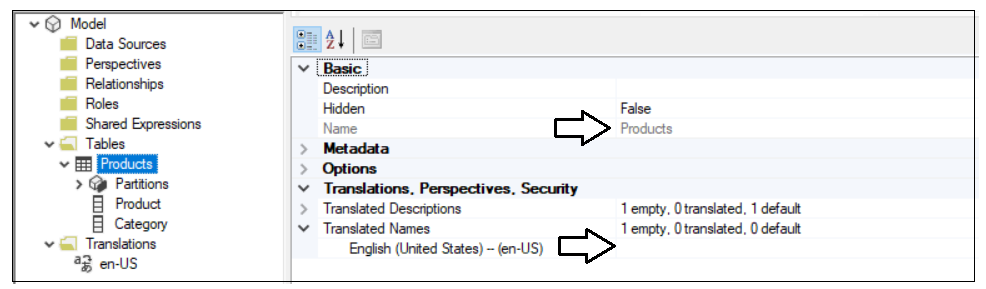 Model
Data Sources
Perspectives
Relationships
Roles
Shared Expressions
Tables
Products
Partitions
Product
Category
Translations
en-US
Basic
Description
Hidden False
Name Products
Metadata
Options
Translations, Perspectives, Security
Translated Descriptions 1 empty, 0 translated, 1 default
Translated Names 1 empty, 0 translated, 0 default
English (United States) -- (en-US)